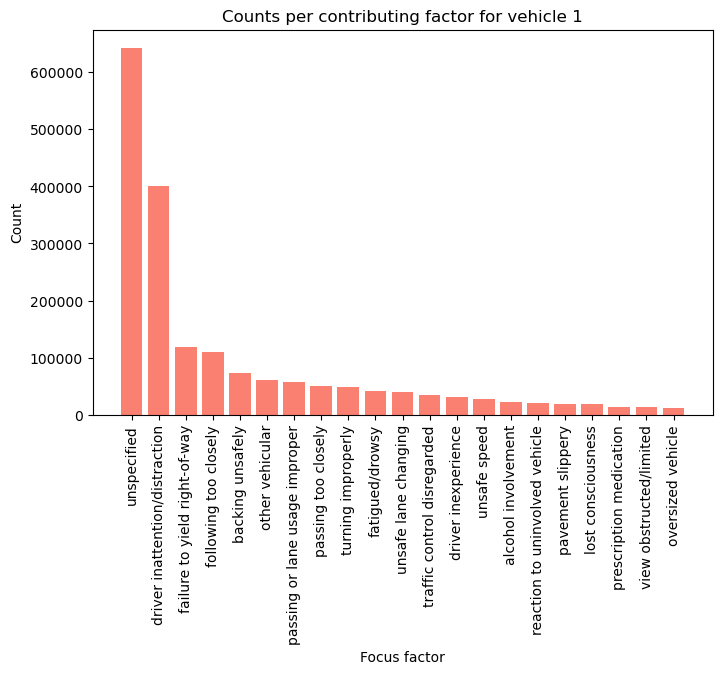 Counts per contributing factor for vehicle 1
600000
500000
400000
300000
200000
100000
0
Count
unspecified
driver inattention/distraction
failure to yield right-of-way
following too closely
backing unsafely
other vehicular
passing or lane usage improper
passing too closely
turning improperly
fatigued/drowsy
unsafe lane changing
traffic control disregarded
driver inexperience
unsafe speed
alcohol involvement
reaction to uninvolved vehicle
pavement slippery
lost consciousness
prescription medication
view obstructed/limited
oversized vehicle
Focus factor